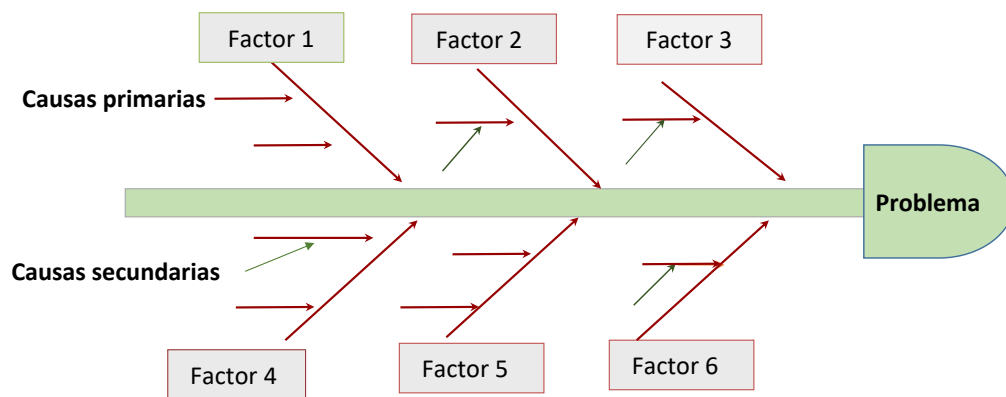 Factor 1
Factor 2
Factor 3
Causas primarias
Problema
Causas secundarias
Factor 4
Factor 5
Factor 6